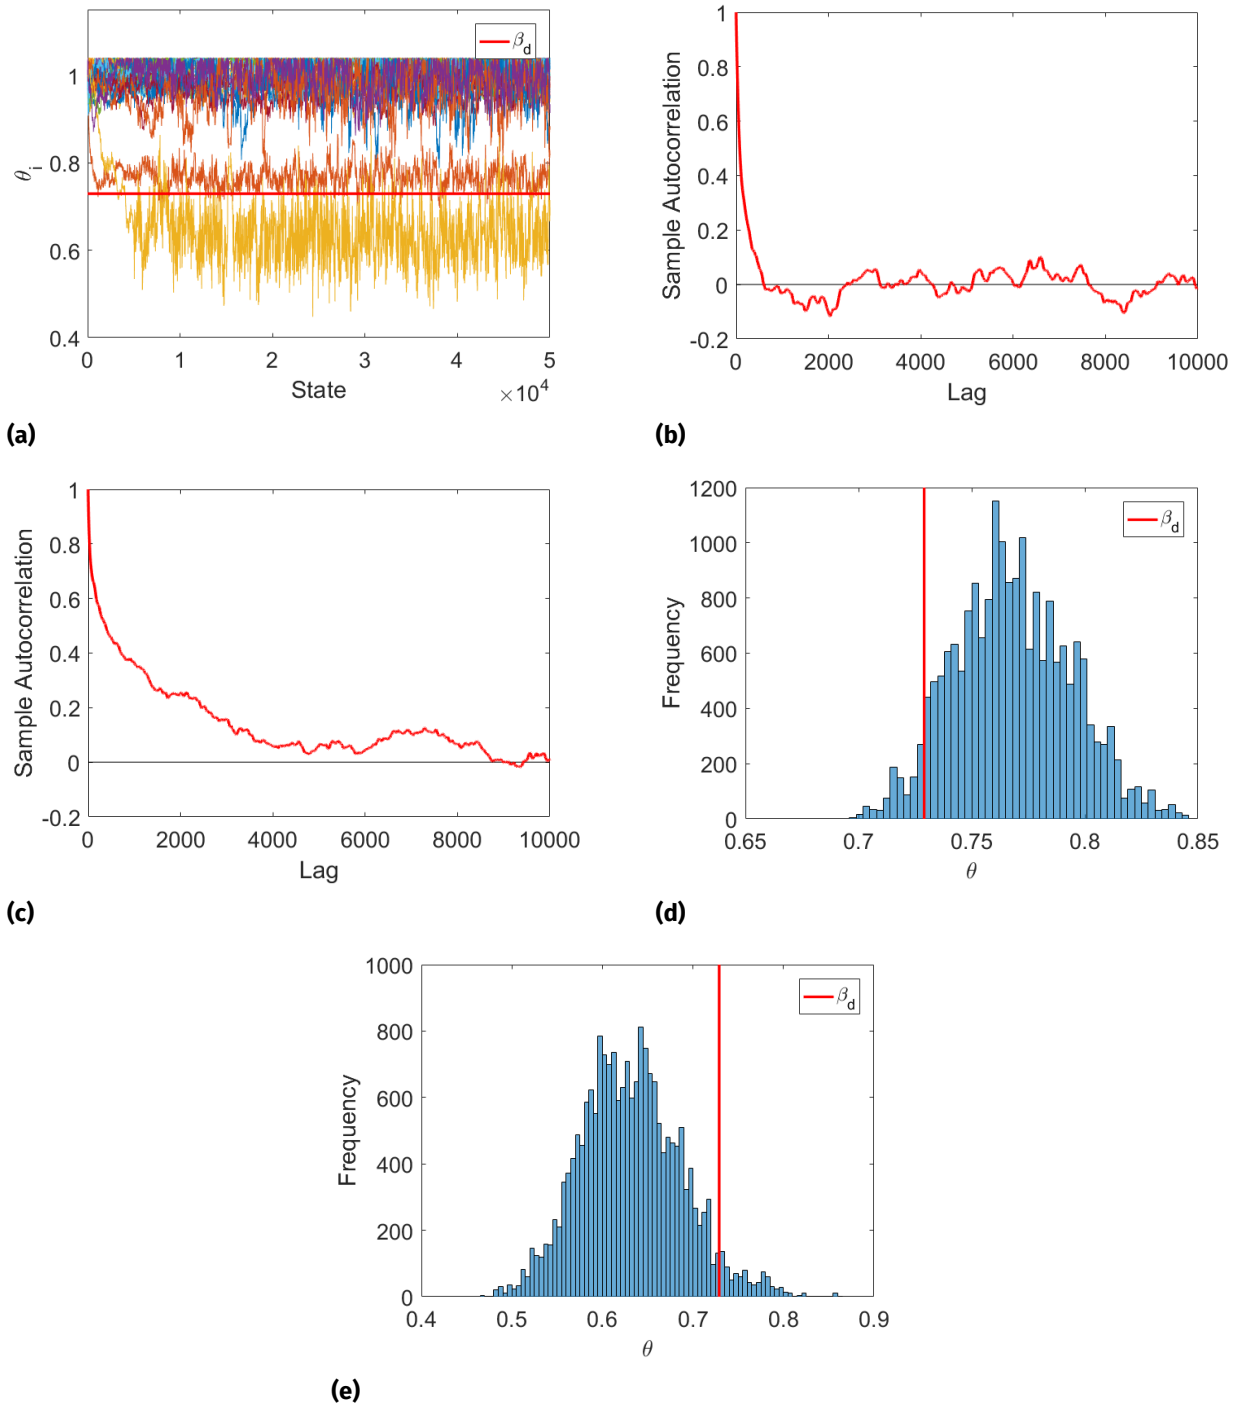 β_d
1
0.8
0.6
0.4
θ_i
0 1 2 3 4 5
×10^4
State
(a)
1
0.8
0.6
0.4
0.2
0
-0.2
Sample Autocorrelation
0 2000 4000 6000 8000 10000
Lag
(b)
1
0.8
0.6
0.4
0.2
0
-0.2
Sample Autocorrelation
0 2000 4000 6000 8000 10000
Lag
(c)
1200
1000
800
600
400
200
0
Frequency
β_d
0.65 0.7 0.75 0.8 0.85
θ
(d)
1000
800
600
400
200
0
Frequency
β_d
0.4 0.5 0.6 0.7 0.8 0.9
θ
(e)